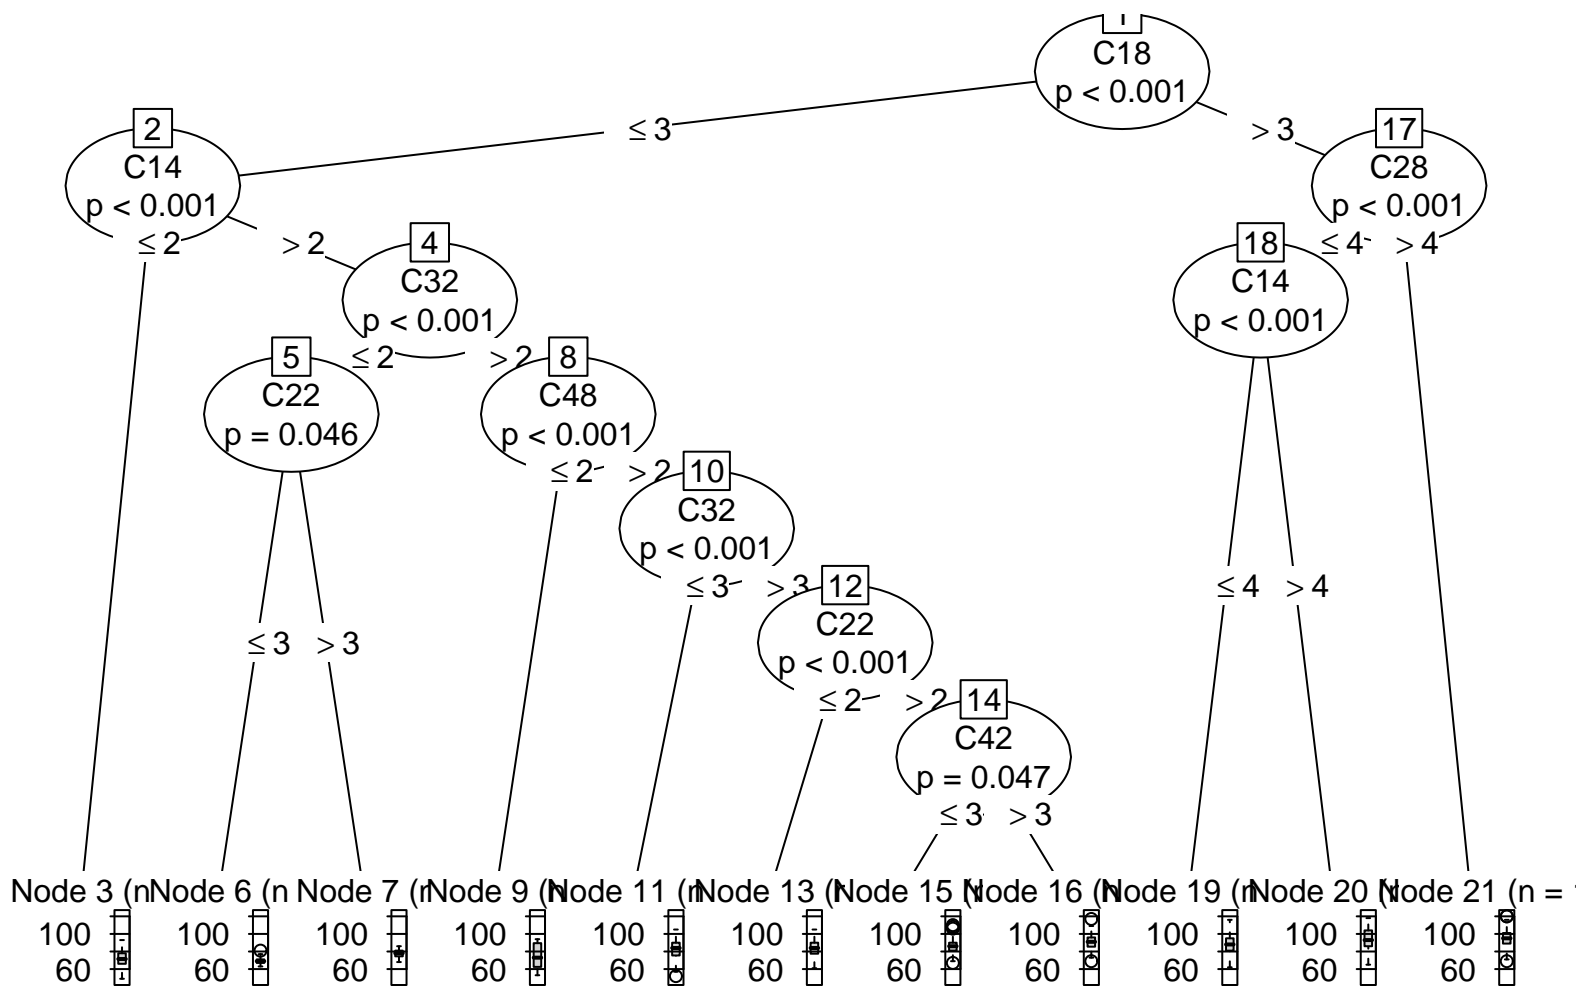 1
C18
p < 0.001
≤ 3
> 3
2
C14
p < 0.001
17
C28
p < 0.001
≤ 2
> 2
4
C32
p < 0.001
18
C14
p < 0.001
≤ 4
> 4
5
C22
p = 0.046
≤ 2
> 2
8
C48
p < 0.001
≤ 2
> 2
10
C32
p < 0.001
≤ 3
> 3
12
C22
p < 0.001
≤ 4
> 4
≤ 3
> 3
≤ 2
> 2
14
C42
p = 0.047
≤ 3
> 3
Node 3 (n
Node 6 (n
Node 7 (
Node 9 (
Node 11 (
Node 13 (
Node 15 (
Node 16 (
Node 19 (
Node 20 (
Node 21 (n =
100 100 100 100 100 100 100 100 100 100 100
60 60 60 60 60 60 60 60 60 60 60